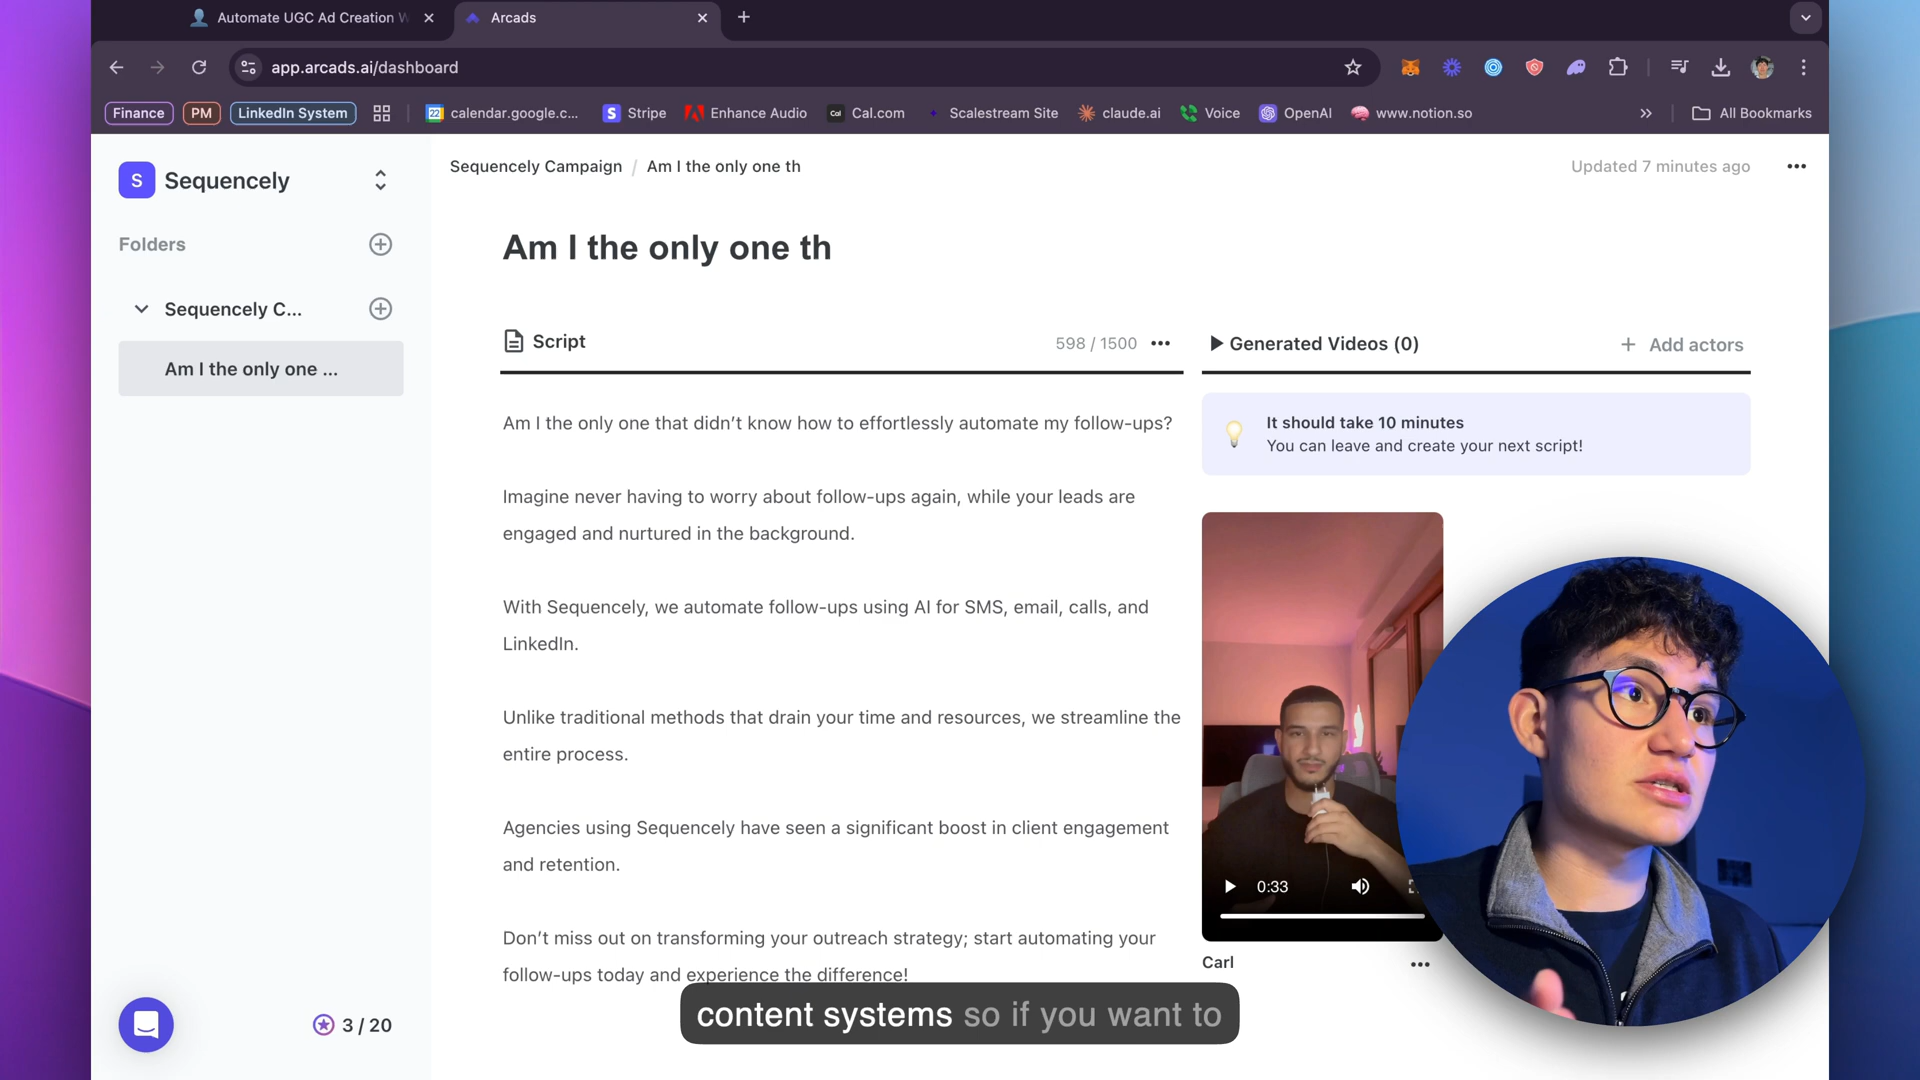 Automate UGC Ad Creation W
Arcads
app.arcads.ai/dashboard
Finance
PM
LinkedIn System
22
calendar.google.c...
S
Stripe
Enhance Audio
Cal
Cal.com
Scalestream Site
claude.ai
Voice
OpenAI
www.notion.so
All Bookmarks
S
Sequencely
Sequencely Campaign / Am I the only one th
Updated 7 minutes ago
Folders
Sequencely C...
Am I the only one ...
Am I the only one th
Script
598 / 1500
Generated Videos (0)
Add actors
It should take 10 minutes
You can leave and create your next script!
Am I the only one that didn’t know how to effortlessly automate my follow-ups?
Imagine never having to worry about follow-ups again, while your leads are
engaged and nurtured in the background.
With Sequencely, we automate follow-ups using AI for SMS, email, calls, and
LinkedIn.
Unlike traditional methods that drain your time and resources, we streamline the
entire process.
Agencies using Sequencely have seen a significant boost in client engagement
and retention.
Don’t miss out on transforming your outreach strategy; start automating your
follow-ups today and experience the difference!
0:33
Carl
3 / 20
content systems so if you want to